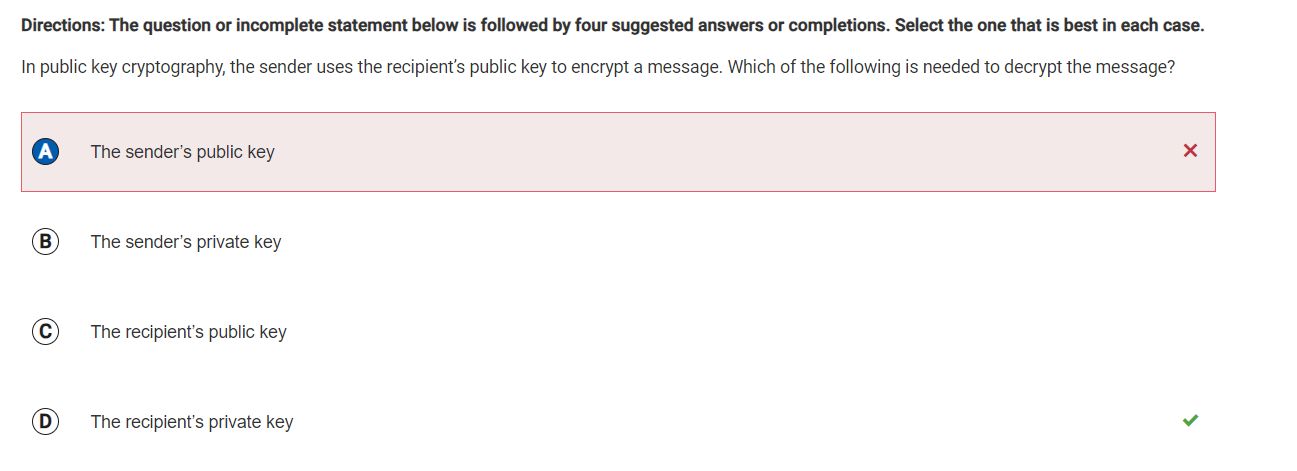 Directions: The question or incomplete statement below is followed by four suggested answers or completions. Select the one that is best in each case.
In public key cryptography, the sender uses the recipient’s public key to encrypt a message. Which of the following is needed to decrypt the message?
A The sender’s public key
B The sender’s private key
C The recipient’s public key
D The recipient’s private key